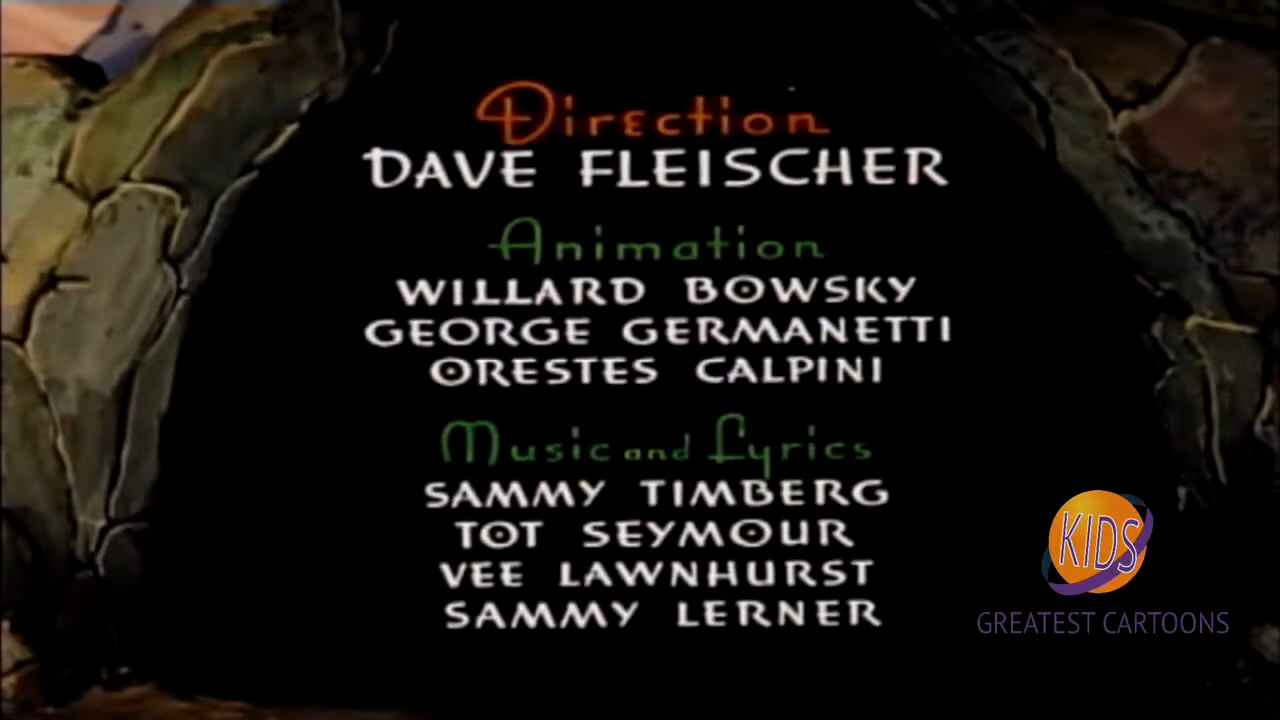 Direction
DAVE FLEISCHER
Animation
WILLARD BOWSKY
GEORGE GERMANETTI
ORESTES CALPINI
Music and Lyrics
SAMMY TIMBERG
TOT SEYMOUR
VEE LAWNHURST
SAMMY LERNER
KIDS
GREATEST CARTOONS